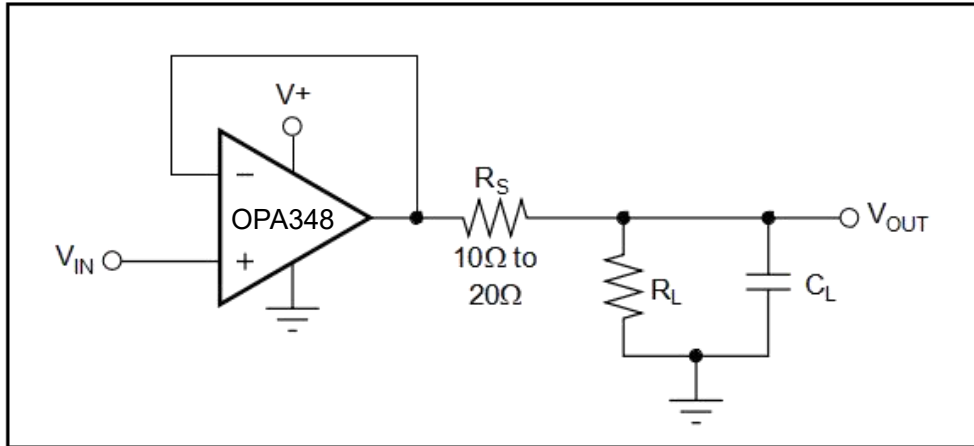 V+
−
OPA348
+
V_IN
R_S
10Ω to
20Ω
R_L
C_L
V_OUT